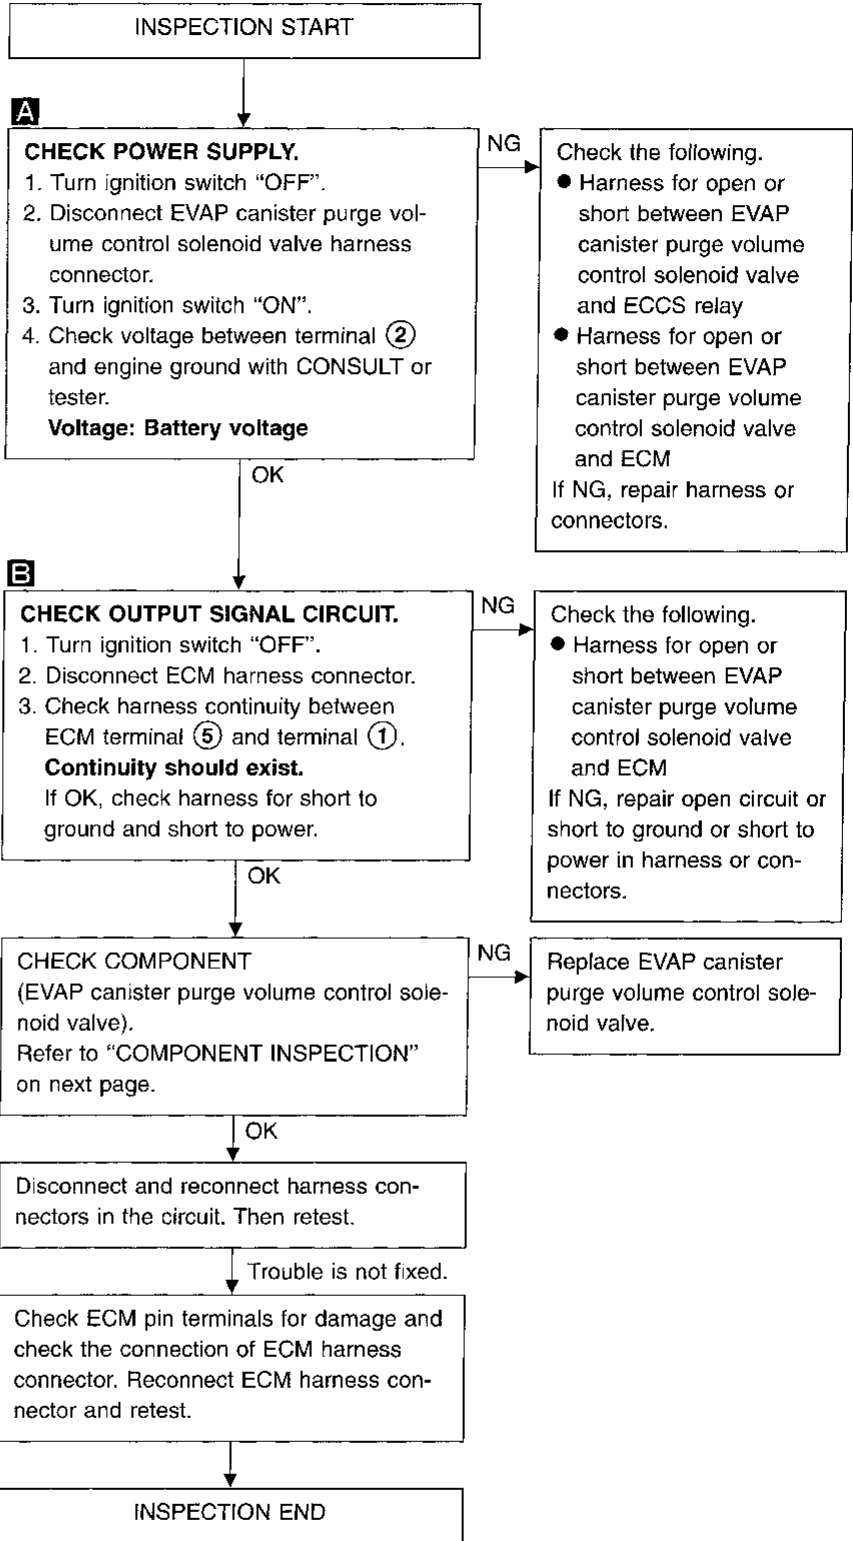 INSPECTION START
A
CHECK POWER SUPPLY.
1. Turn ignition switch “OFF”.
2. Disconnect EVAP canister purge vol-
ume control solenoid valve harness
connector.
3. Turn ignition switch “ON”.
4. Check voltage between terminal ②
and engine ground with CONSULT or
tester.
Voltage: Battery voltage
NG
Check the following.
● Harness for open or
short between EVAP
canister purge volume
control solenoid valve
and ECCS relay
● Harness for open or
short between EVAP
canister purge volume
control solenoid valve
and ECM
If NG, repair harness or
connectors.
OK
B
CHECK OUTPUT SIGNAL CIRCUIT.
1. Turn ignition switch “OFF”.
2. Disconnect ECM harness connector.
3. Check harness continuity between
ECM terminal ⑤ and terminal ①.
Continuity should exist.
If OK, check harness for short to
ground and short to power.
NG
Check the following.
● Harness for open or
short between EVAP
canister purge volume
control solenoid valve
and ECM
If NG, repair open circuit or
short to ground or short to
power in harness or con-
nectors.
OK
CHECK COMPONENT
(EVAP canister purge volume control sole-
noid valve).
Refer to “COMPONENT INSPECTION”
on next page.
NG
Replace EVAP canister
purge volume control sole-
noid valve.
OK
Disconnect and reconnect harness con-
nectors in the circuit. Then retest.
Trouble is not fixed.
Check ECM pin terminals for damage and
check the connection of ECM harness
connector. Reconnect ECM harness con-
nector and retest.
INSPECTION END